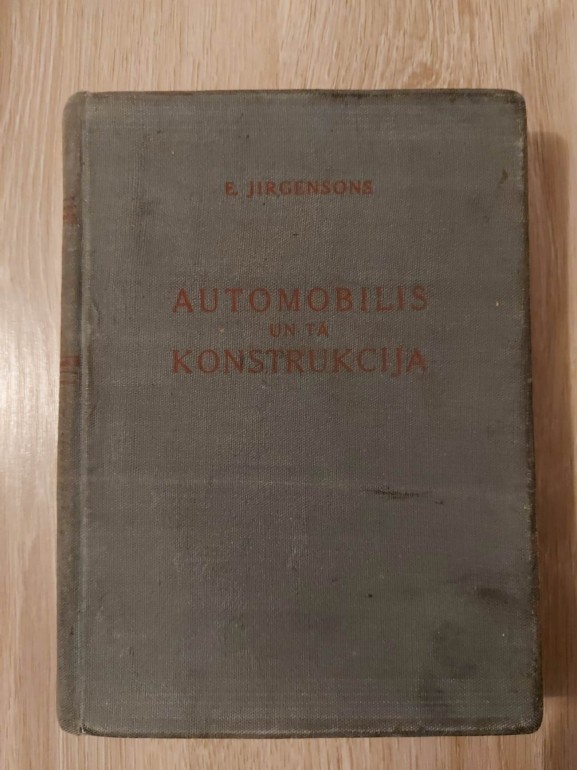 E. JIRGENSONS
AUTOMOBILIS
UN TĀ
KONSTRUKCIJA